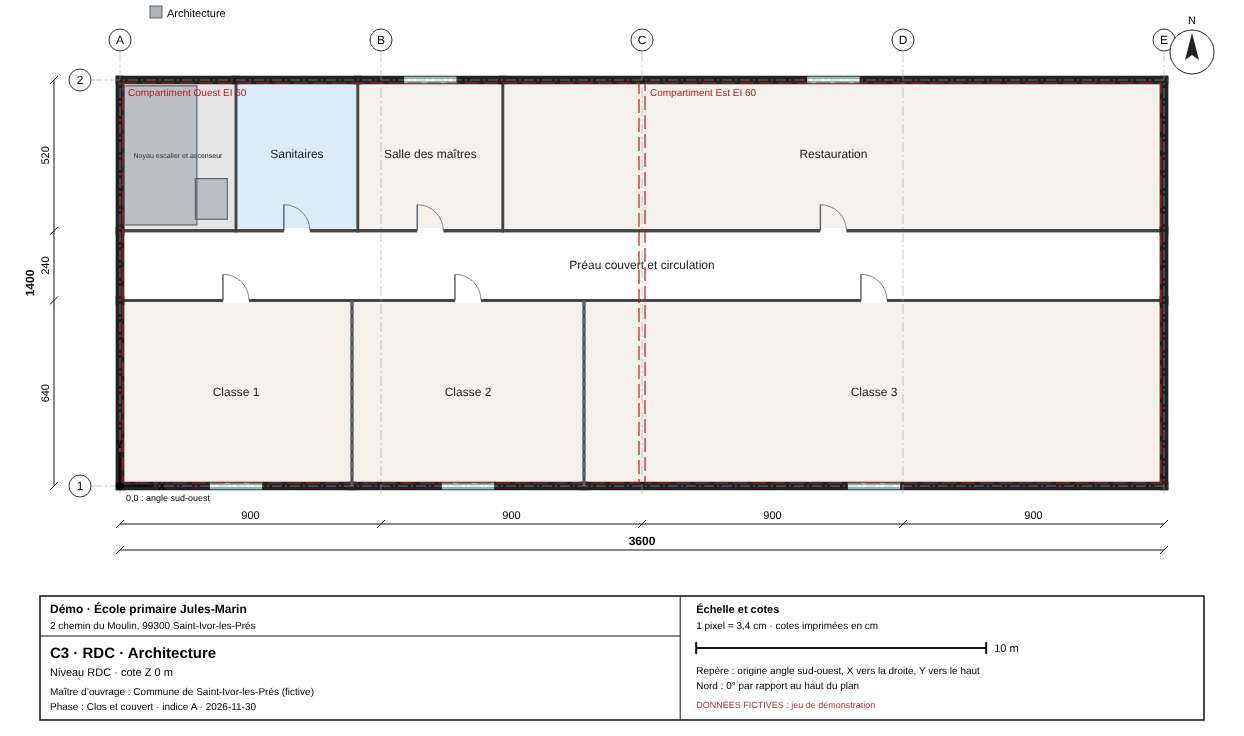 Architecture
N
A
B
C
D
E
2
Compartiment Ouest EI 60
Compartiment Est EI 60
520
Noyau escalier et ascenseur
Sanitaires
Salle des maîtres
Restauration
240
1400
Préau couvert et circulation
640
Classe 1
Classe 2
Classe 3
1
0,0 : angle sud-ouest
900
900
900
900
3600
Démo · École primaire Jules-Marin
2 chemin du Moulin, 99300 Saint-Ivor-les-Prés
C3 · RDC · Architecture
Niveau RDC · cote Z 0 m
Maître d'ouvrage : Commune de Saint-Ivor-les-Prés (fictive)
Phase : Clos et couvert · indice A · 2026-11-30
Échelle et cotes
1 pixel = 3,4 cm · cotes imprimées en cm
10 m
Repère : origine angle sud-ouest, X vers la droite, Y vers le haut
Nord : 0° par rapport au haut du plan
DONNÉES FICTIVES : jeu de démonstration